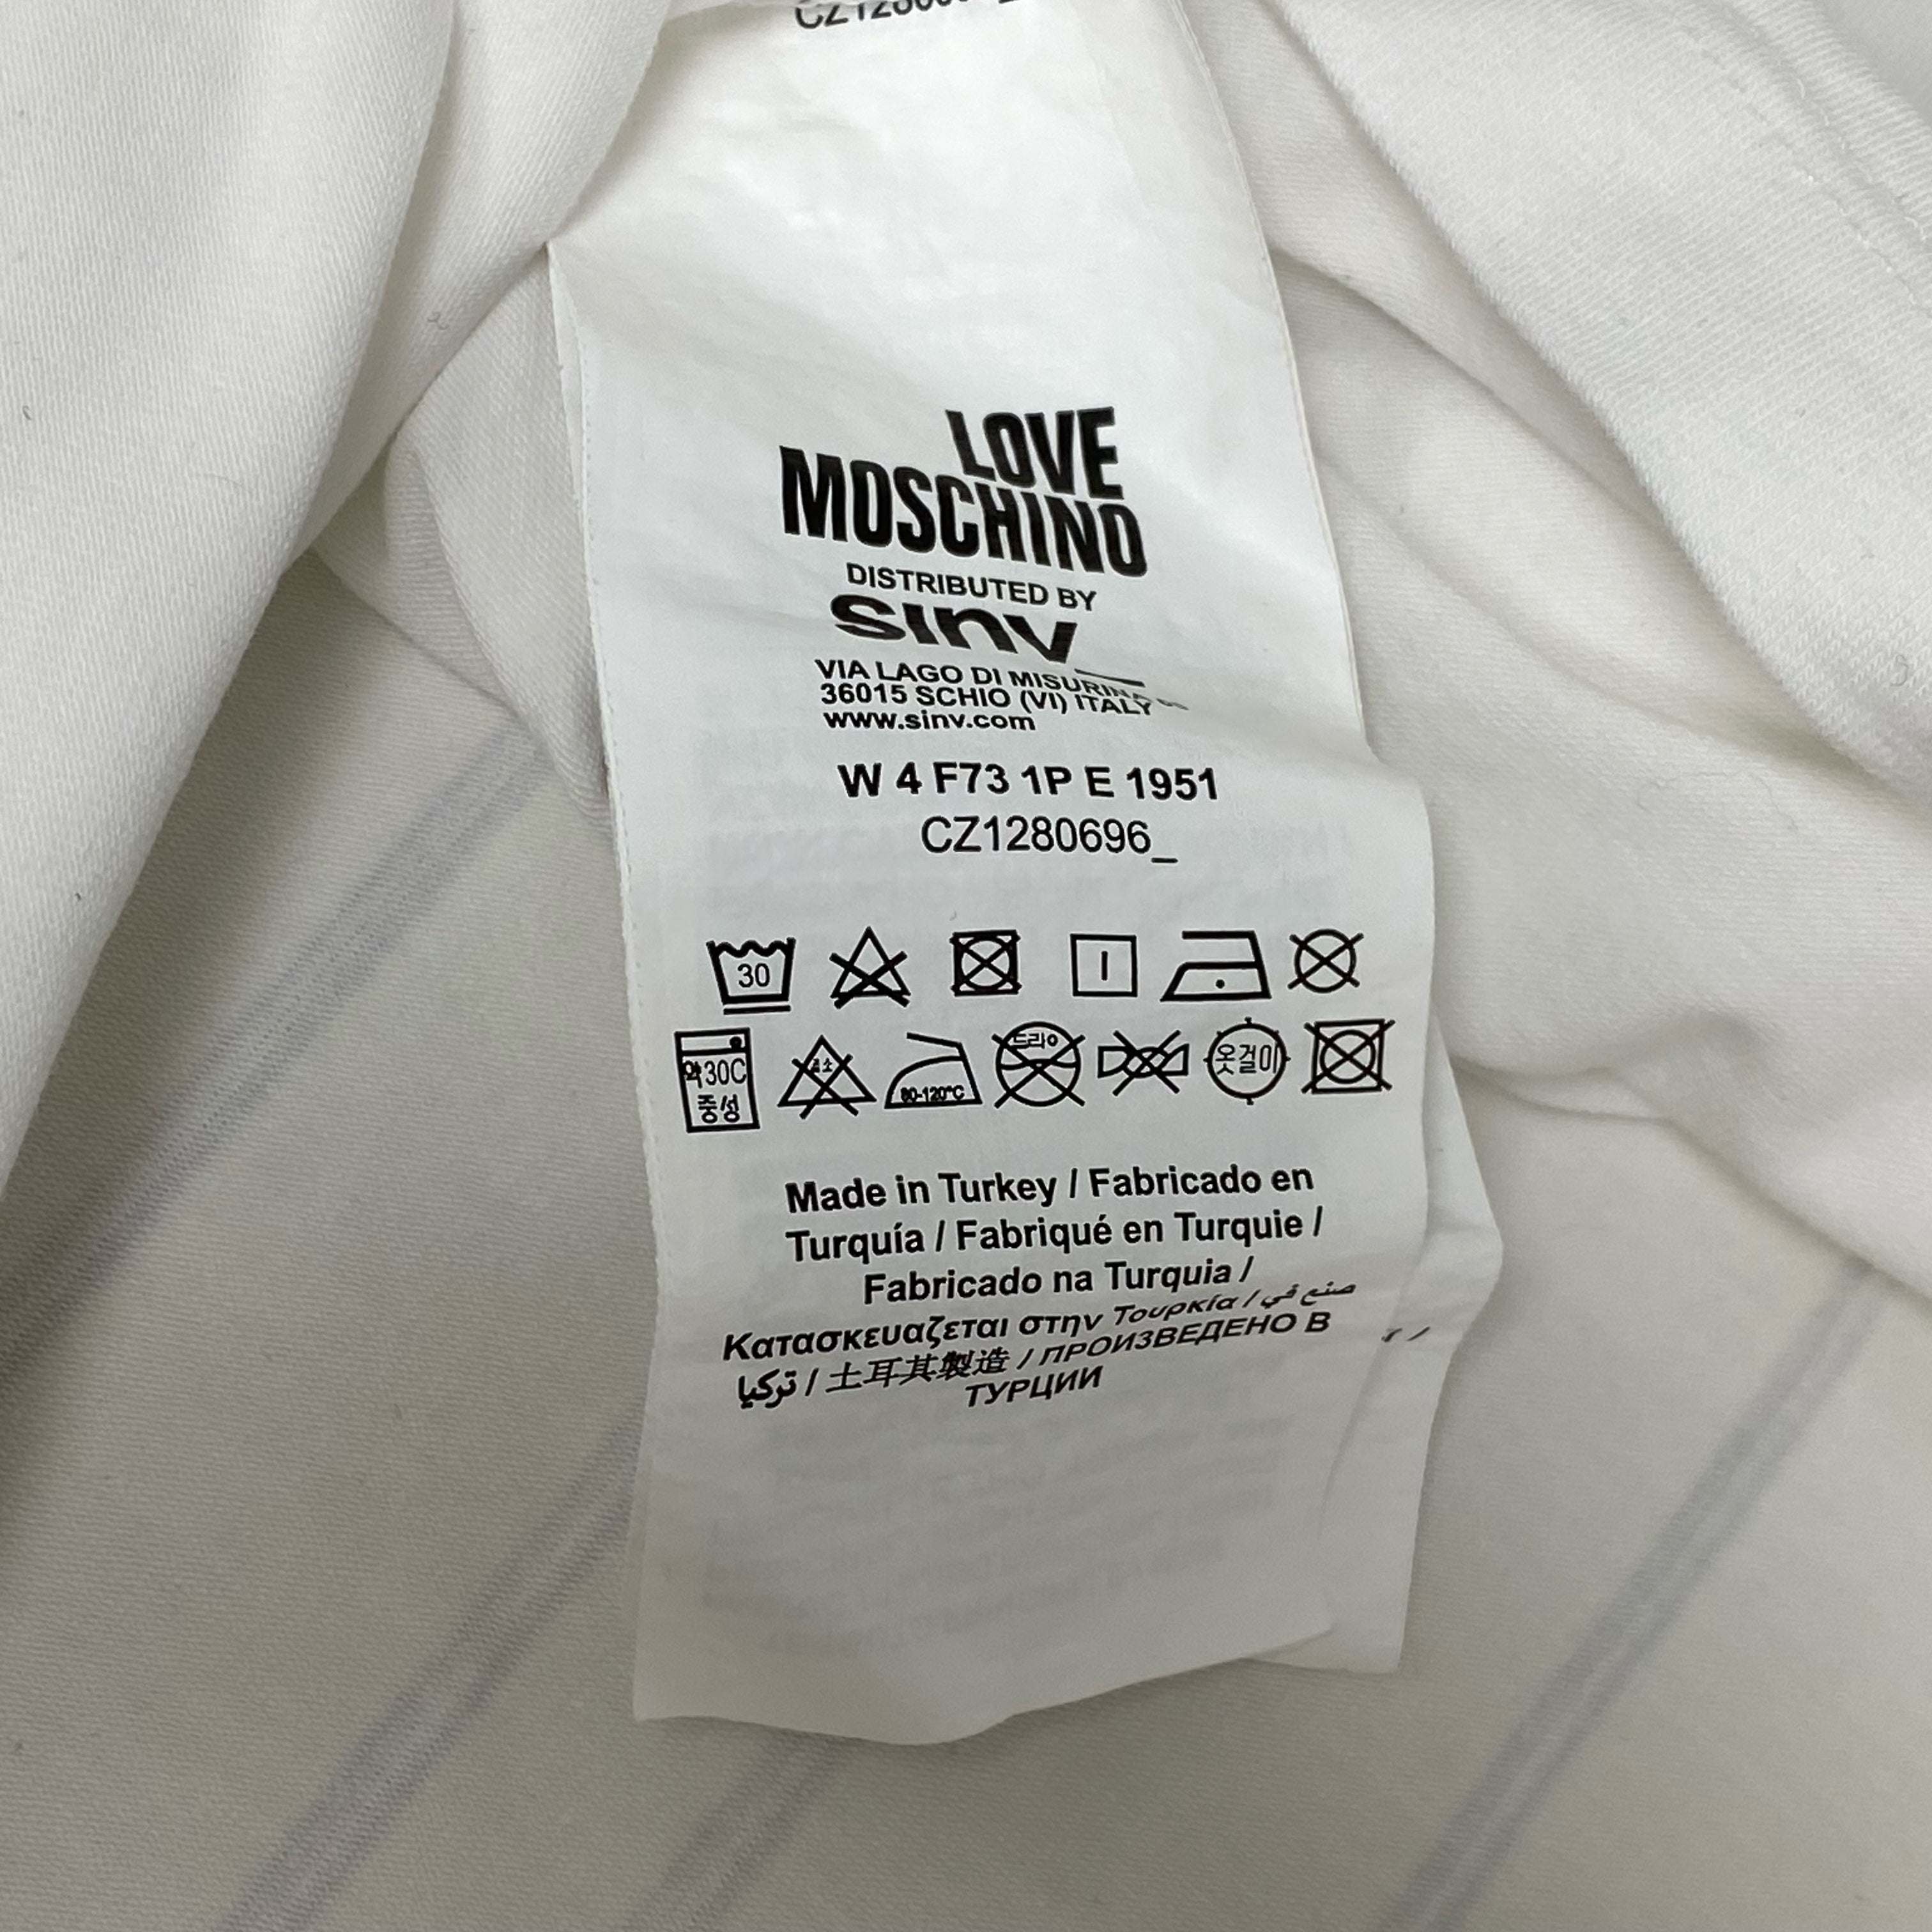 LOVE
MOSCHINO
DISTRIBUTED BY
sinv
VIA LAGO DI MISURINA
36015 SCHIO (VI) ITALY
www.sinv.com
W 4 F73 1P E 1951
CZ1280696_
30
약30C
중성
염소
80-120°C
드라이
옷걸이
Made in Turkey / Fabricado en
Turquía / Fabriqué en Turquie /
Fabricado na Turquia /
Κατασκευαζεται στην Τουρκία / صنع في
تركيا / 土耳其製造 / ПРОИЗВЕДЕНО В
ТУРЦИИ